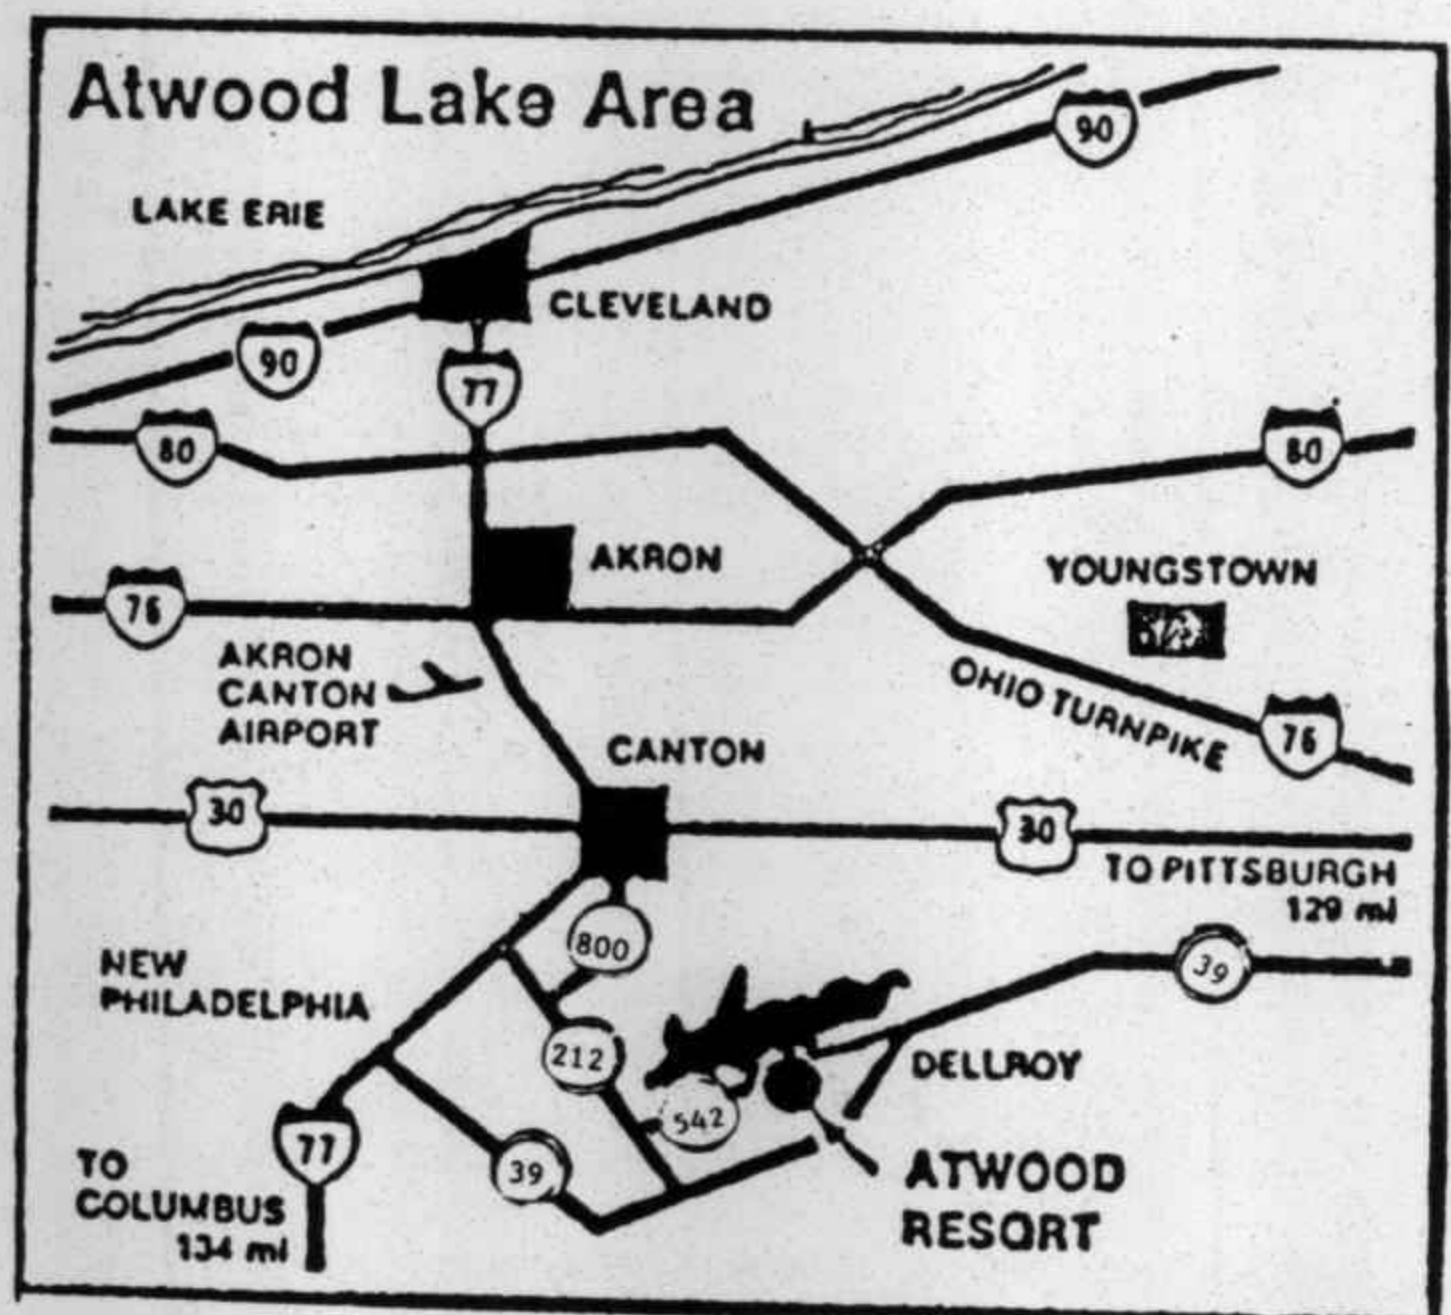 Atwood Lake Area
90
LAKE ERIE
CLEVELAND
90
77
80
80
AKRON
YOUNGSTOWN
76
AKRON
CANTON
AIRPORT
OHIO TURNPIKE
76
CANTON
30
30
TO PITTSBURGH
129 mi
800
NEW
PHILADELPHIA
39
212
DELLROY
542
77
39
ATWOOD
RESORT
TO
COLUMBUS
134 mi